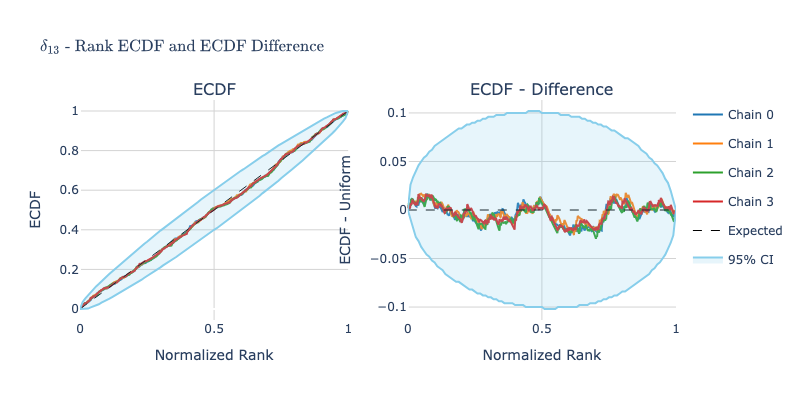 δ₁₃ - Rank ECDF and ECDF Difference
ECDF
ECDF
1
0.8
0.6
0.4
0.2
0
0
0.5
1
Normalized Rank
ECDF - Difference
ECDF - Uniform
0.1
0.05
0
−0.05
−0.1
0
0.5
1
Normalized Rank
Chain 0
Chain 1
Chain 2
Chain 3
Expected
95% CI